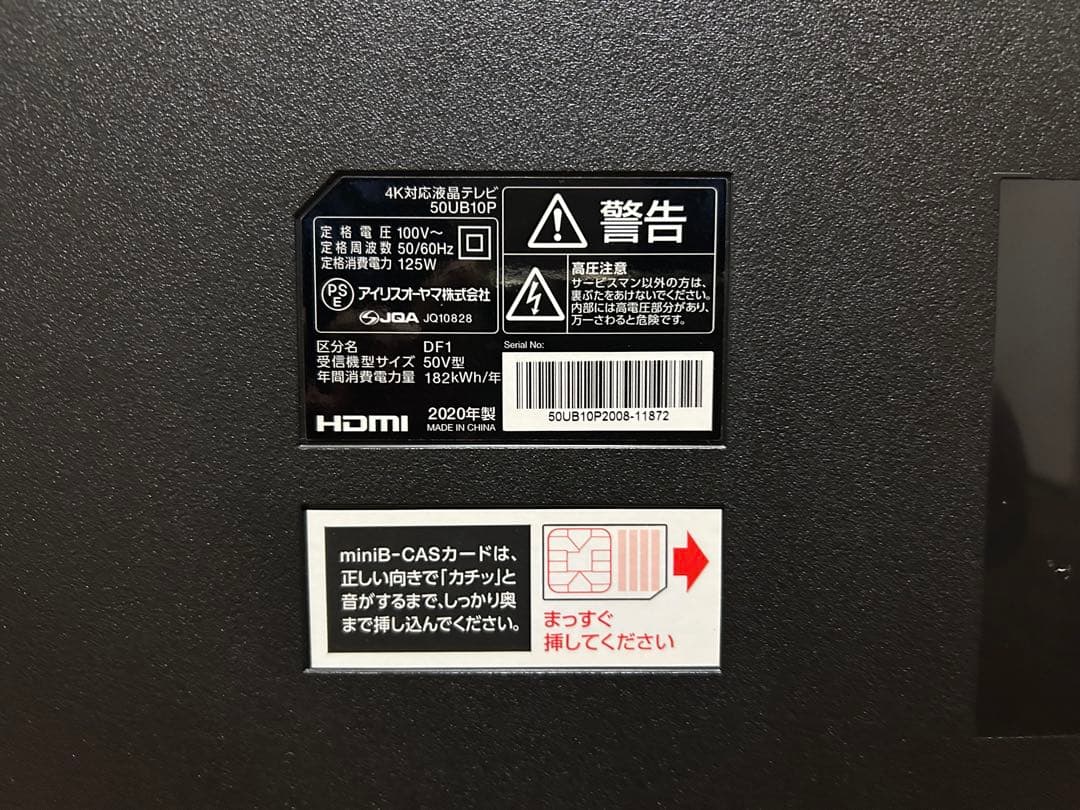 4K対応液晶テレビ
50UB10P
定格電圧 100V～
定格周波数 50/60Hz
定格消費電力 125W
PS
E
アイリスオーヤマ株式会社
JQA JQ10828
区分名 DF1
受信機型サイズ 50V型
年間消費電力量 182kWh/年
HDMI
2020年製
MADE IN CHINA
警告
高圧注意
サービスマン以外の方は、
裏ぶたをあけないでください。
内部には高電圧部分があり、
万一さわると危険です。
Serial No:
50UB10P2008-11872
miniB-CASカードは、
正しい向きで「カチッ」と
音がするまで、しっかり奥
まで挿し込んでください。
まっすぐ
挿してください